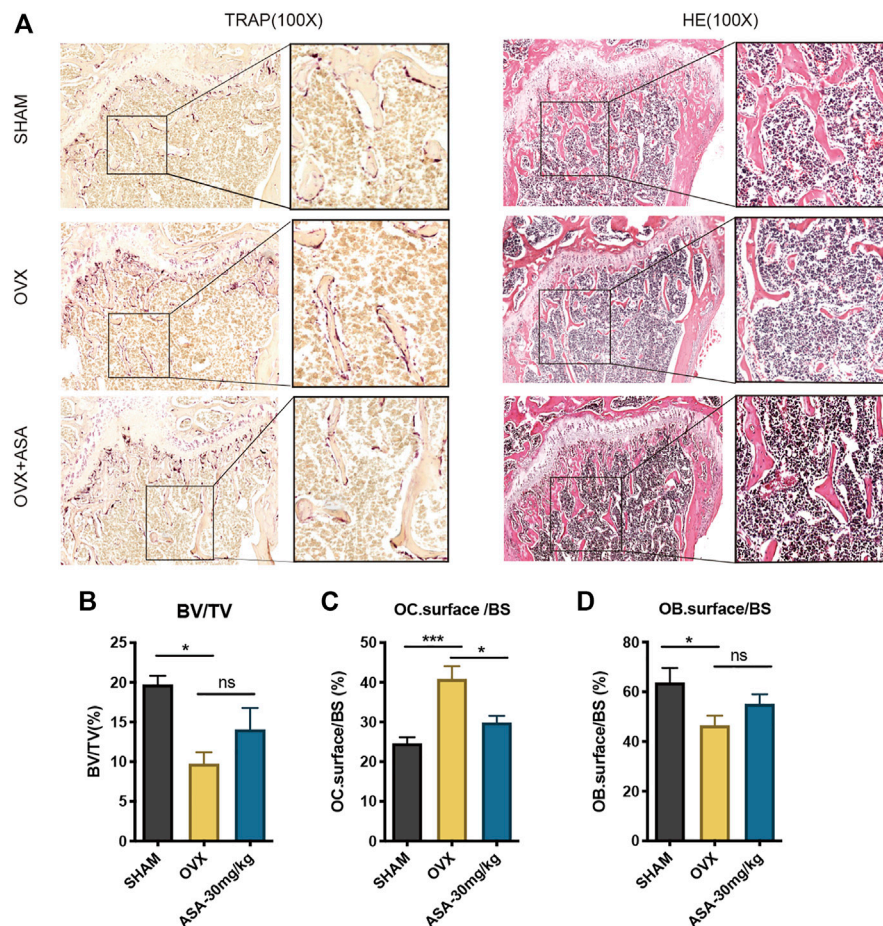 A
TRAP(100X)
HE(100X)
SHAM
OVX
OVX+ASA
B
BV/TV
BV/TV(%)
25
20
15
10
5
0
*
ns
SHAM
OVX
ASA-30mg/kg
C
OC.surface /BS
OC.surface/BS (%)
50
40
30
20
10
0
***
*
SHAM
OVX
ASA-30mg/kg
D
OB.surface/BS
OB.surface/BS (%)
80
60
40
20
0
*
ns
SHAM
OVX
ASA-30mg/kg